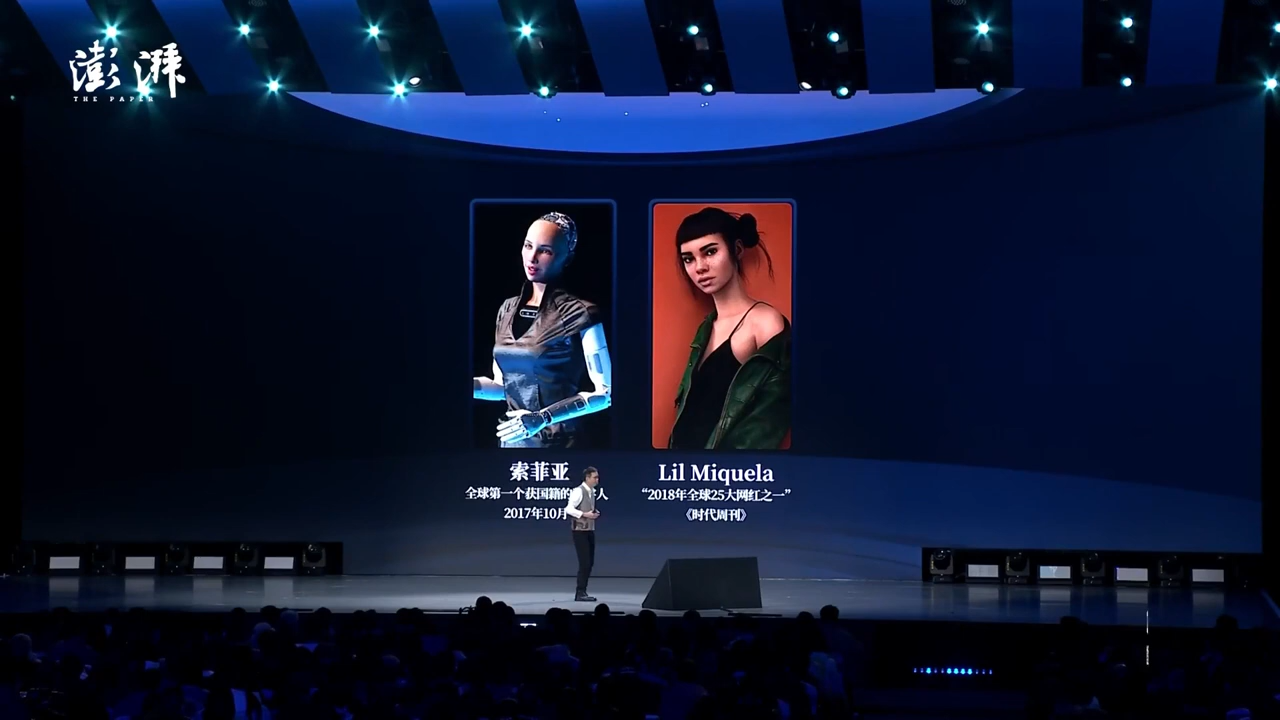 澎湃
THE PAPER
索菲亚
全球第一个获国籍的 人
2017年10月
Lil Miquela
“2018年全球25大网红之一”
《时代周刊》